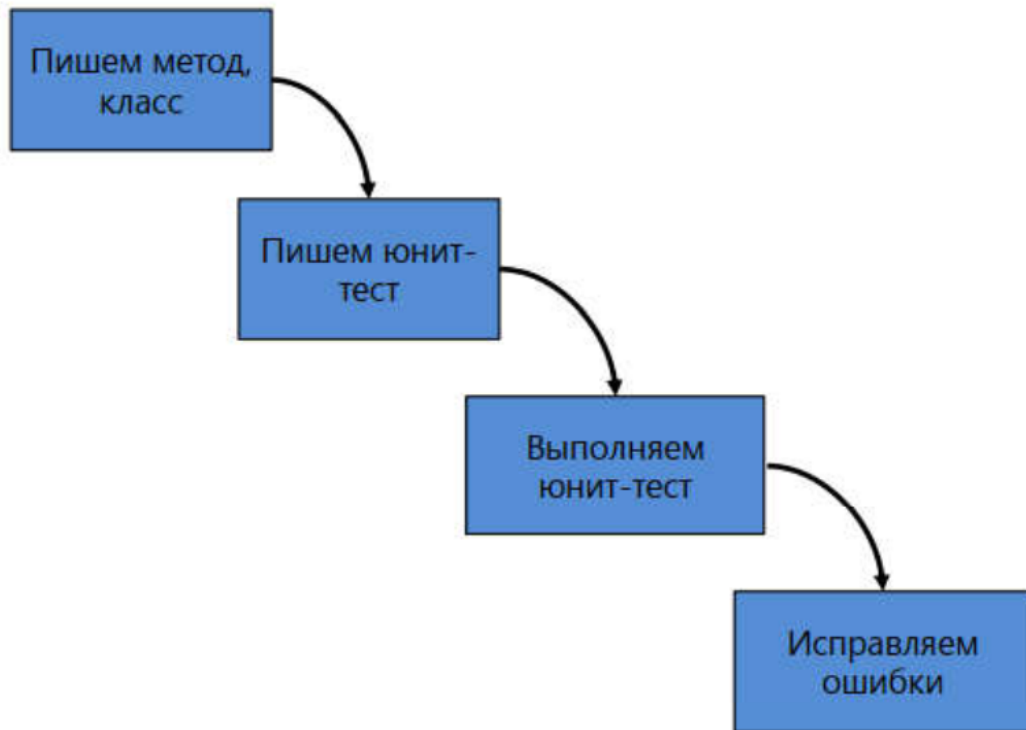 Пишем метод,
класс
Пишем юнит-
тест
Выполняем
юнит-тест
Исправляем
ошибки